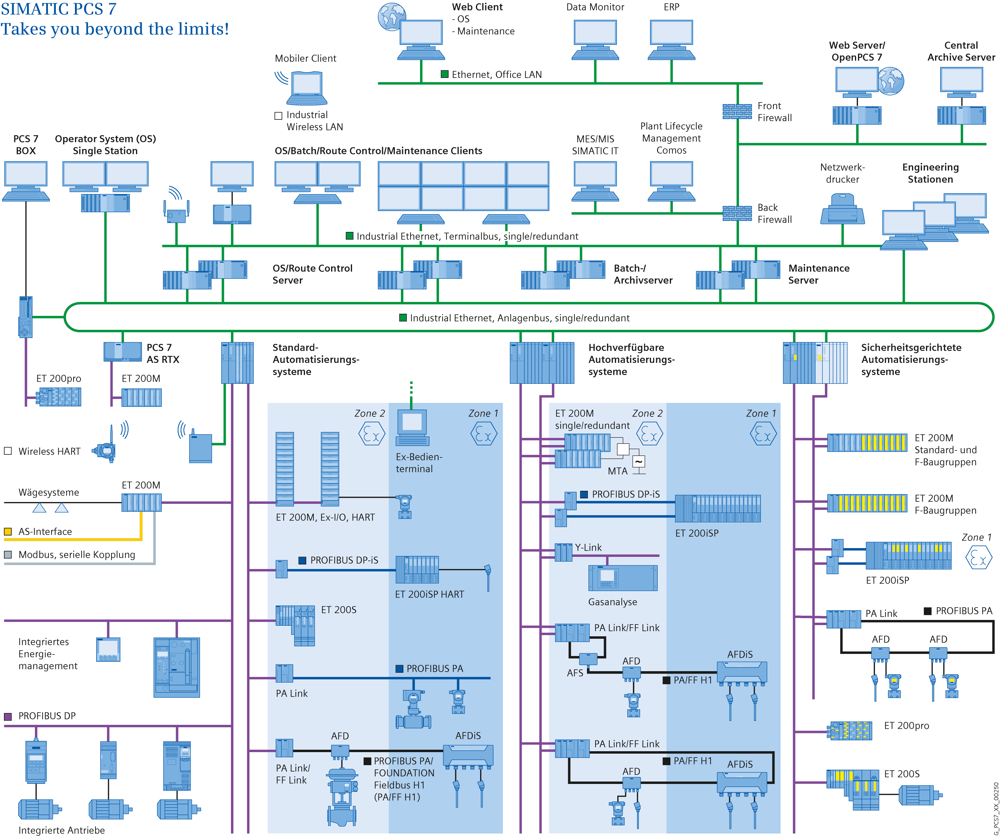 SIMATIC PCS 7
Takes you beyond the limits!
Web Client
- OS
- Maintenance
Data Monitor
ERP
Web Server/
OpenPCS 7
Central
Archive Server
Mobiler Client
Ethernet, Office LAN
Industrial
Wireless LAN
Front
Firewall
PCS 7
BOX
Operator System (OS)
Single Station
OS/Batch/Route Control/Maintenance Clients
MES/MIS
SIMATIC IT
Plant Lifecycle
Management
Comos
Netzwerk-
drucker
Engineering
Stationen
Back
Firewall
Industrial Ethernet, Terminalbus, single/redundant
OS/Route Control
Server
Batch-/
Archivserver
Maintenance
Server
Industrial Ethernet, Anlagenbus, single/redundant
PCS 7
AS RTX
Standard-
Automatisierungs-
systeme
Hochverfügbare
Automatisierungs-
systeme
Sicherheitsgerichtete
Automatisierungs-
systeme
ET 200pro
ET 200M
Wireless HART
Wägesysteme
ET 200M
AS-Interface
Modbus, serielle Kopplung
Integriertes
Energie-
management
PROFIBUS DP
Integrierte Antriebe
Zone 2
Ex
Zone 1
Ex
Ex-Bedien-
terminal
ET 200M, Ex-I/O, HART
PROFIBUS DP-iS
ET 200iSP HART
ET 200S
PROFIBUS PA
PA Link
AFD
AFDiS
PA Link/
FF Link
PROFIBUS PA/
FOUNDATION
Fieldbus H1
(PA/FF H1)
ET 200M
single/redundant
Zone 2
Ex
Zone 1
Ex
~
MTA
PROFIBUS DP-iS
ET 200iSP
Y-Link
Gasanalyse
PA Link/FF Link
AFS
AFD
AFDiS
PA/FF H1
PA Link/FF Link
PA/FF H1
AFD
AFDiS
ET 200M
Standard- und
F-Baugruppen
ET 200M
F-Baugruppen
Zone 1
Ex
ET 200iSP
PA Link
PROFIBUS PA
AFD
AFD
ET 200pro
ET 200S
G_PCS7_XX_00250